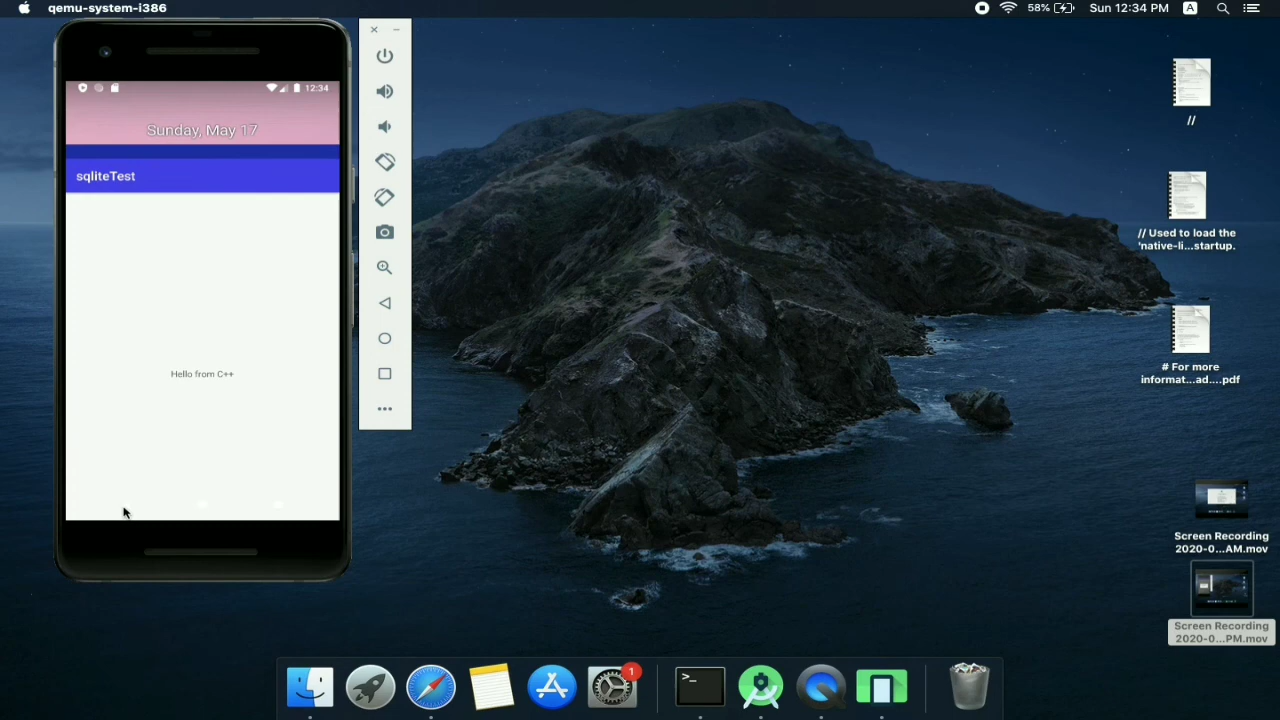 qemu-system-i386
58%
Sun 12:34 PM
A
12:34
Sunday, May 17
sqliteTest
Hello from C++
//
// Used to load the
'native-li...startup.
# For more
informat...ad....pdf
Screen Recording
2020-0...AM.mov
Screen Recording
2020-0...PM.mov
1
>_